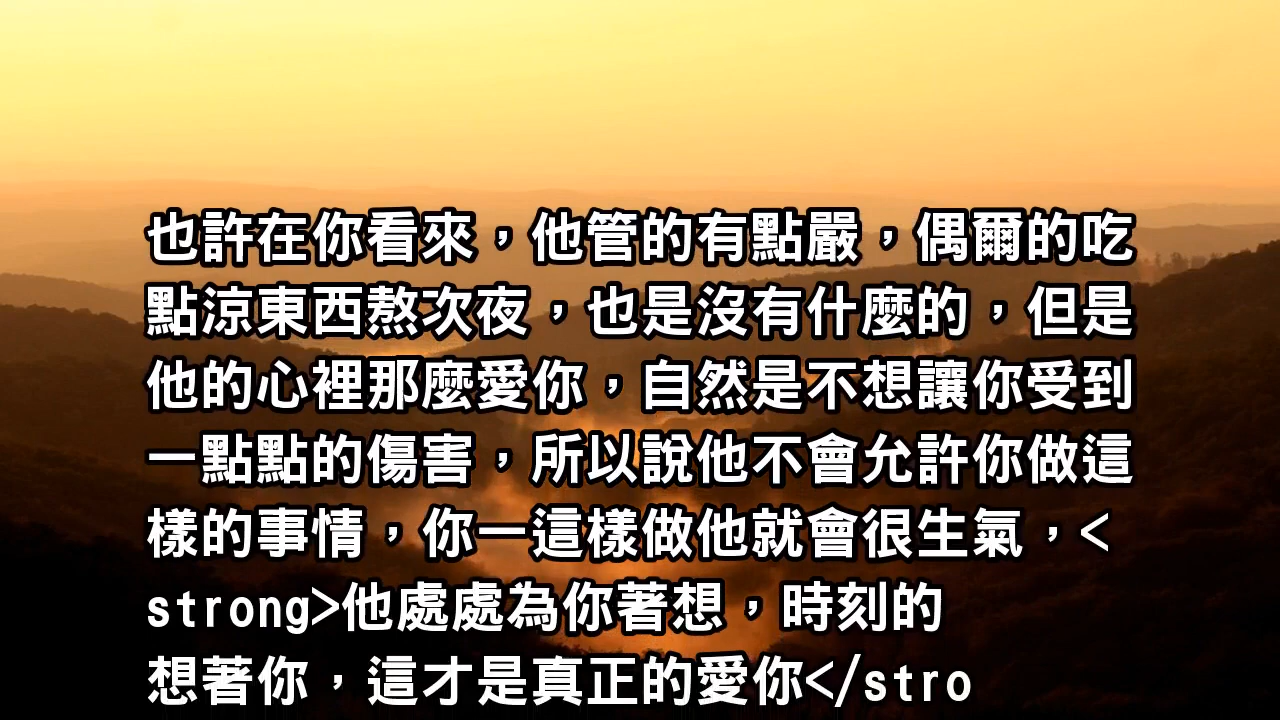 也許在你看來，他管的有點嚴，偶爾的吃
點涼東西熬次夜，也是沒有什麼的，但是
他的心裡那麼愛你，自然是不想讓你受到
一點點的傷害，所以說他不會允許你做這
樣的事情，你一這樣做他就會很生氣，<
strong>他處處為你著想，時刻的
想著你，這才是真正的愛你</stro